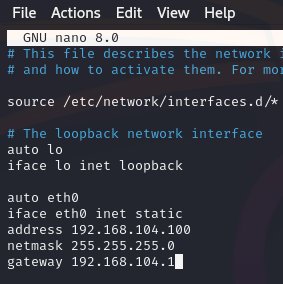 File Actions Edit View Help
GNU nano 8.0
# This file describes the network
# and how to activate them. For
source /etc/network/interfaces.d/*
# The loopback network interface
auto lo
iface lo inet loopback
auto eth0
iface eth0 inet static
address 192.168.104.100
netmask 255.255.255.0
gateway 192.168.104.1